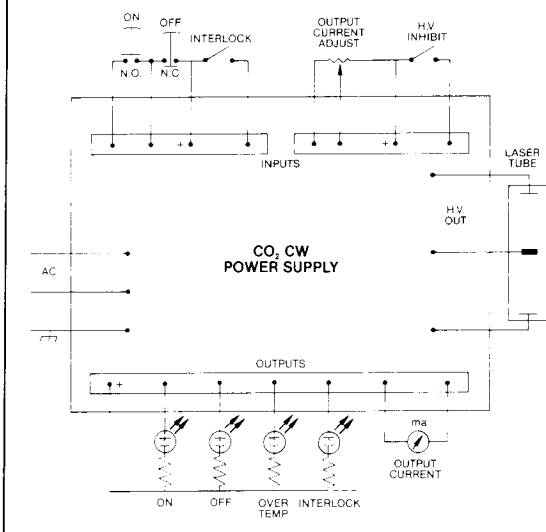 ON
OFF
INTERLOCK
N.O.
N.C
OUTPUT
CURRENT
ADJUST
H.V
INHIBIT
+
+
INPUTS
LASER
TUBE
H.V.
OUT
CO₂ CW
POWER SUPPLY
AC
OUTPUTS
+
ma
OUTPUT
CURRENT
ON
OFF
OVER
TEMP
INTERLOCK